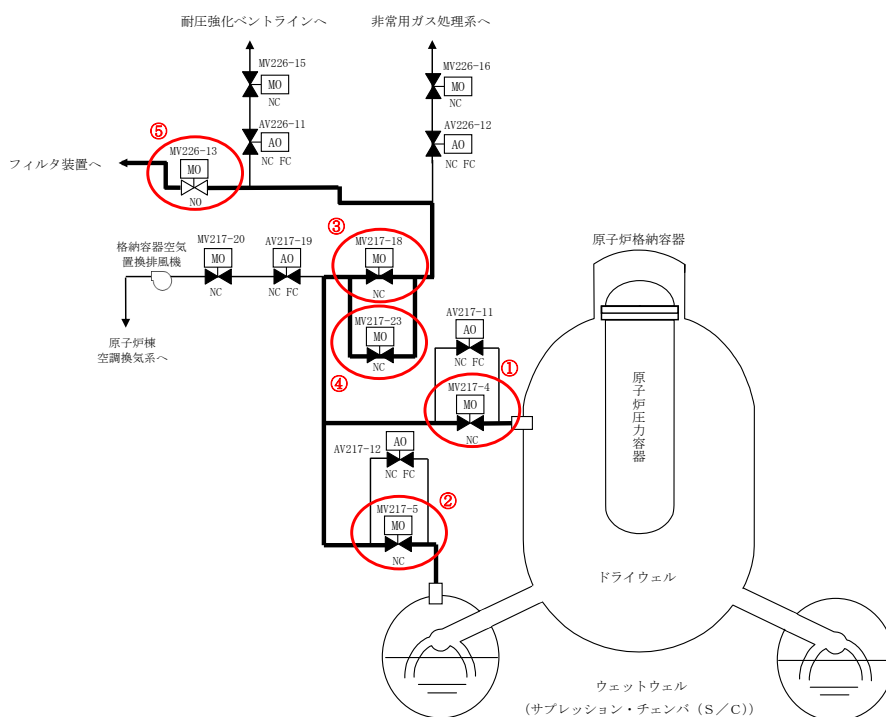 耐圧強化ベントラインへ
非常用ガス処理系へ
MV226-15
MO
NC
MV226-16
MO
NC
AV226-11
AO
NC FC
AV226-12
AO
NC FC
⑤
MV226-13
MO
NO
フィルタ装置へ
③
MV217-18
MO
NC
格納容器空気
置換排風機
MV217-20
MO
NC
AV217-19
AO
NC FC
原子炉棟
空調換気系へ
MV217-23
MO
NC
④
AV217-11
AO
NC FC
①
MV217-4
MO
NC
AV217-12
AO
NC FC
②
MV217-5
MO
NC
原子炉格納容器
原子炉圧力容器
ドライウェル
ウェットウェル
(サプレッション・チェンバ(S/C))